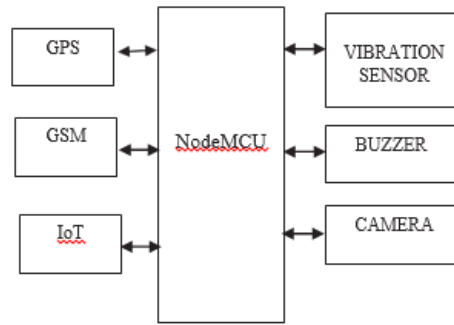 GPS
GSM
IoT
NodeMCU
VIBRATION
SENSOR
BUZZER
CAMERA